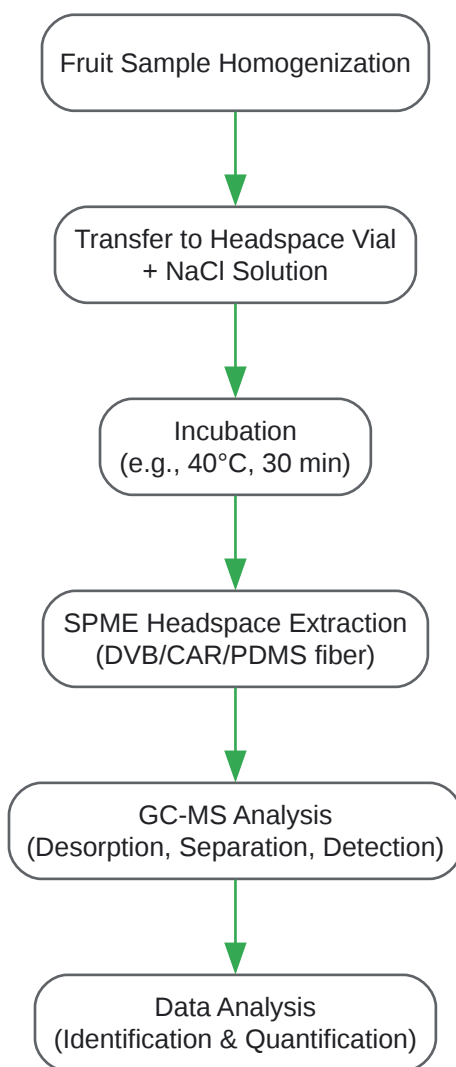 Fruit Sample Homogenization
Transfer to Headspace Vial
+ NaCl Solution
Incubation
(e.g., 40°C, 30 min)
SPME Headspace Extraction
(DVB/CAR/PDMS fiber)
GC-MS Analysis
(Desorption, Separation, Detection)
Data Analysis
(Identification & Quantification)